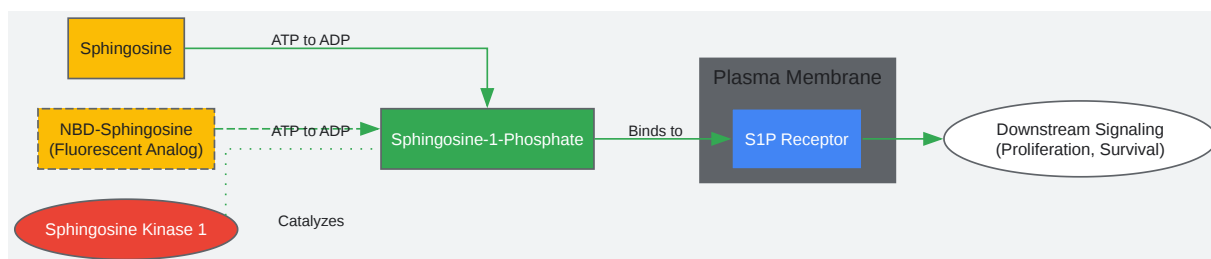 Sphingosine
ATP to ADP
Plasma Membrane
NBD-Sphingosine
(Fluorescent Analog)
ATP to ADP
Sphingosine-1-Phosphate
Binds to
S1P Receptor
Downstream Signaling
(Proliferation, Survival)
Sphingosine Kinase 1
Catalyzes